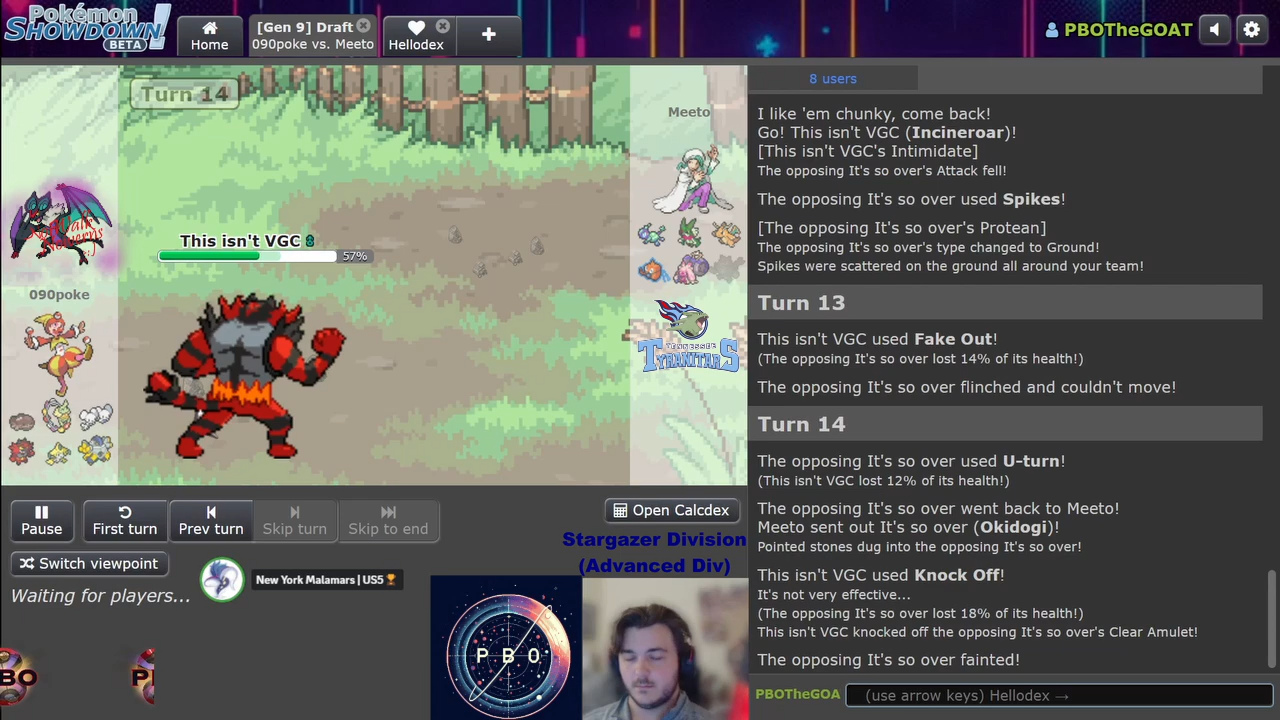 Pokémon
SHOWDOWN!
BETA
Home
[Gen 9] Draft
090poke vs. Meeto
Hellodex
PBOTheGOAT
Turn 14
Meeto
8 users
I like 'em chunky, come back!
Go! This isn't VGC (Incineroar)!
[This isn't VGC's Intimidate]
The opposing It's so over's Attack fell!
The opposing It's so over used Spikes!
[The opposing It's so over's Protean]
The opposing It's so over's type changed to Ground!
Spikes were scattered on the ground all around your team!
Turn 13
This isn't VGC used Fake Out!
(The opposing It's so over lost 14% of its health!)
The opposing It's so over flinched and couldn't move!
Turn 14
The opposing It's so over used U-turn!
(This isn't VGC lost 12% of its health!)
The opposing It's so over went back to Meeto!
Meeto sent out It's so over (Okidogi)!
Pointed stones dug into the opposing It's so over!
This isn't VGC used Knock Off!
It's not very effective...
(The opposing It's so over lost 18% of its health!)
This isn't VGC knocked off the opposing It's so over's Clear Amulet!
The opposing It's so over fainted!
PBOTheGOA
(use arrow keys) Hellodex →
This isn't VGC
57%
090poke
TENNESSEE
TYRANITARS
Pause
First turn
Prev turn
Skip turn
Skip to end
Open Calcdex
Switch viewpoint
Stargazer Division
(Advanced Div)
New York Malamars | US5
Waiting for players...
P B O